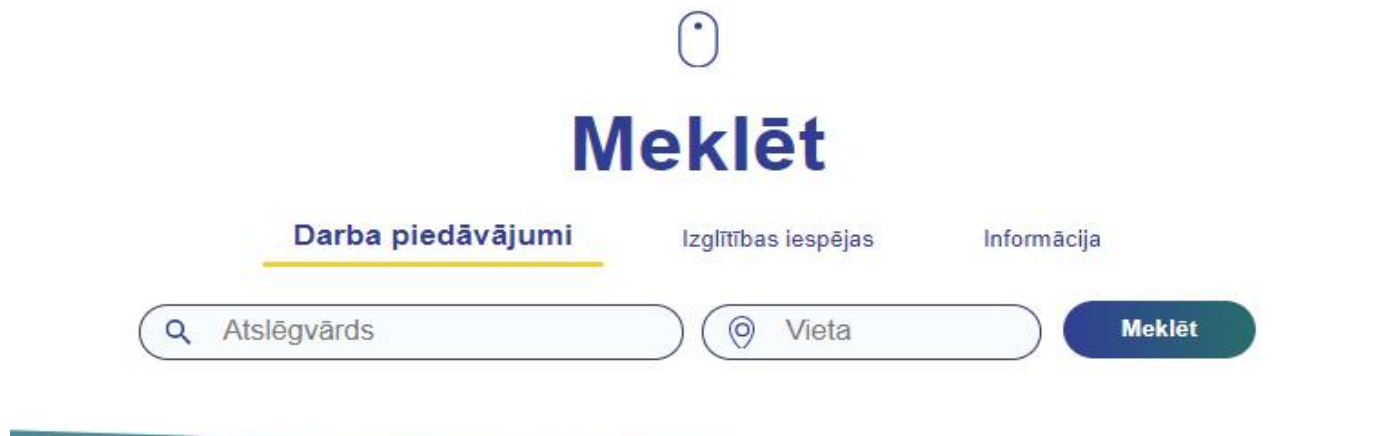 Meklēt
Darba piedāvājumi Izglītības iespējas Informācija
Atslēgvārds Vieta Meklēt